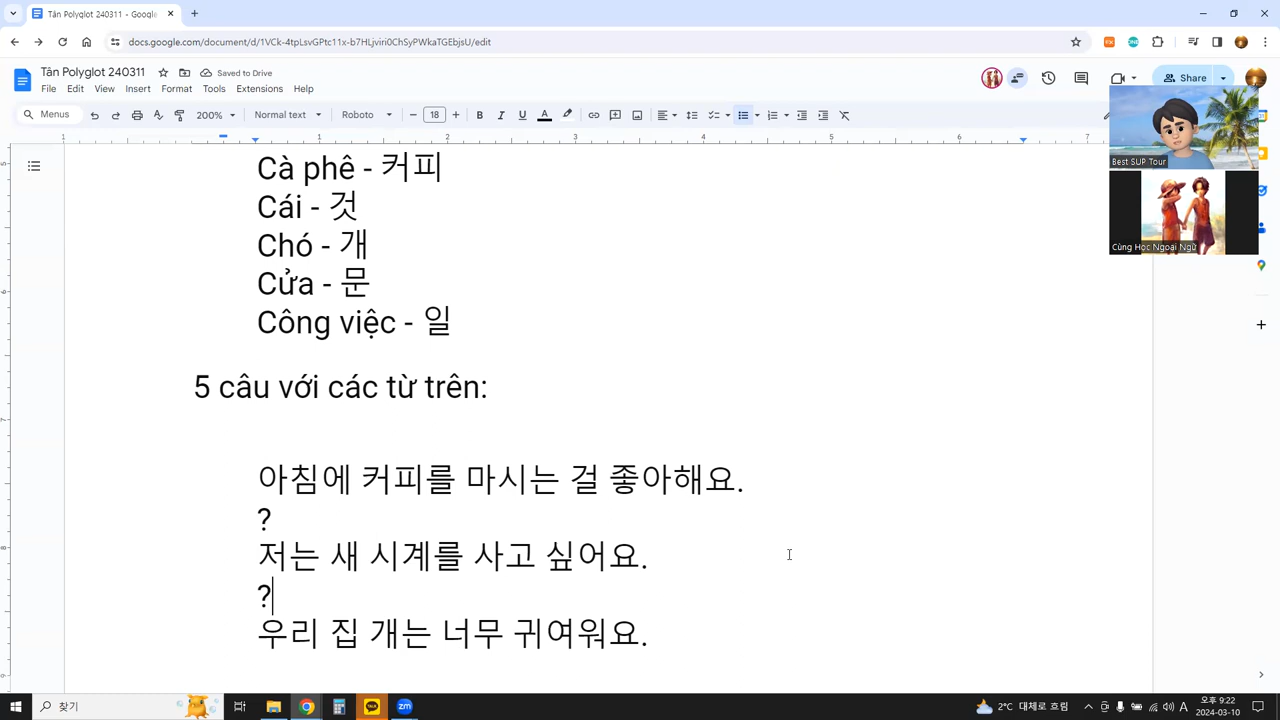 Tân Polyglot 240311 - Google
docs.google.com/document/d/1VCk-4tpLsvGPtc11x-b7HLjviri0ChSyPWkaTGEbjsU/edit
Tân Polyglot 240311
Saved to Drive
File Edit View Insert Format Tools Extensions Help
Share
Menus
200%
Normal text
Roboto
18
Best SUP Tour
Cùng Học Ngoại Ngữ
Cà phê - 커피
Cái - 것
Chó - 개
Cửa - 문
Công việc - 일
5 câu với các từ trên:
아침에 커피를 마시는 걸 좋아해요.
?
저는 새 시계를 사고 싶어요.
?
우리 집 개는 너무 귀여워요.
찾기
2°C 대체로 흐림
오후 9:22
2024-03-10